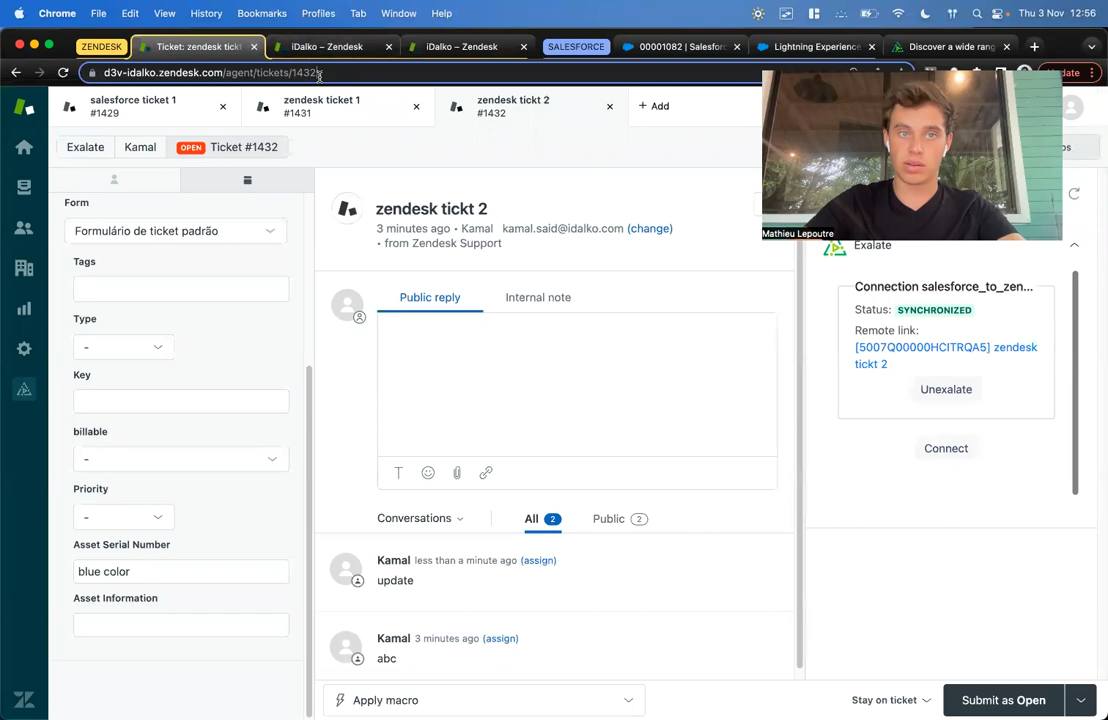 Chrome File Edit View History Bookmarks Profiles Tab Window Help Thu 3 Nov 12:56
ZENDESK Ticket: zendesk tickt iDalko – Zendesk iDalko – Zendesk SALESFORCE 00001082 | Salesforc Lightning Experience Discover a wide rang
d3v-idalko.zendesk.com/agent/tickets/1432
salesforce ticket 1
#1429
zendesk ticket 1
#1431
zendesk tickt 2
#1432
+ Add
Exalate Kamal OPEN Ticket #1432
Mathieu Lepoutre
Form
Formulário de ticket padrão
Tags
Type
-
Key
billable
-
Priority
-
Asset Serial Number
blue color
Asset Information
zendesk tickt 2
3 minutes ago • Kamal kamal.said@idalko.com (change)
• from Zendesk Support
Public reply Internal note
T
Conversations All 2 Public 2
Kamal less than a minute ago (assign)
update
Kamal 3 minutes ago (assign)
abc
Apply macro
Exalate
Connection salesforce_to_zen...
Status: SYNCHRONIZED
Remote link:
[5007Q00000HCITRQA5] zendesk
tickt 2
Unexalate
Connect
Stay on ticket Submit as Open